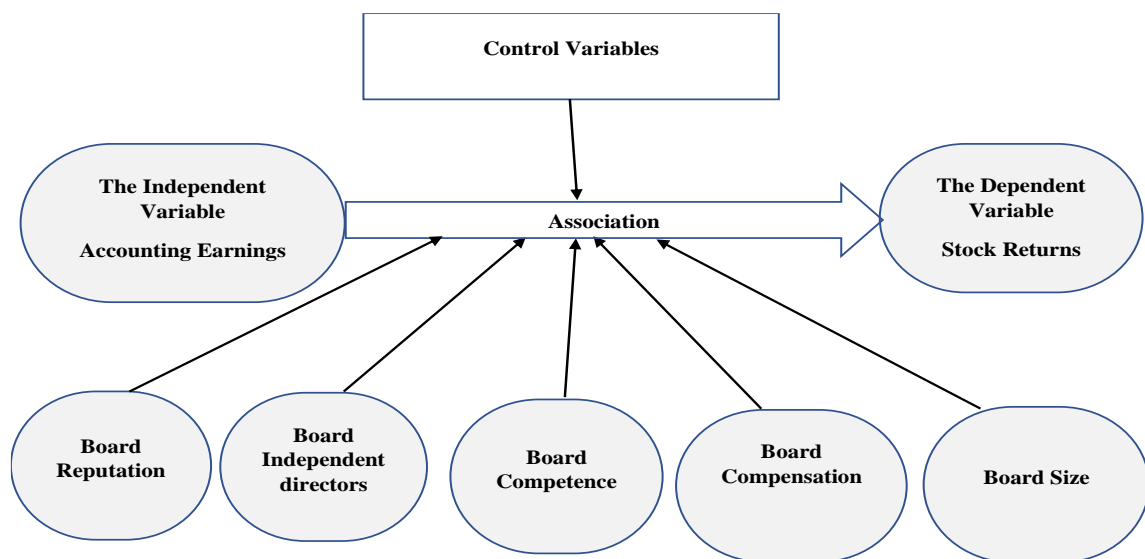 Control Variables
The Independent
Variable
Accounting Earnings
Association
The Dependent
Variable
Stock Returns
Board
Reputation
Board
Independent
directors
Board
Competence
Board
Compensation
Board Size